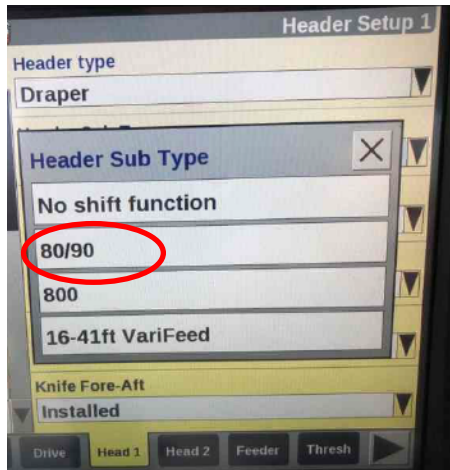 Header Setup 1
Header type
Draper
Header Sub Type
No shift function
80/90
800
16-41ft VariFeed
Knife Fore-Aft
Installed
Drive Head 1 Head 2 Feeder Thresh